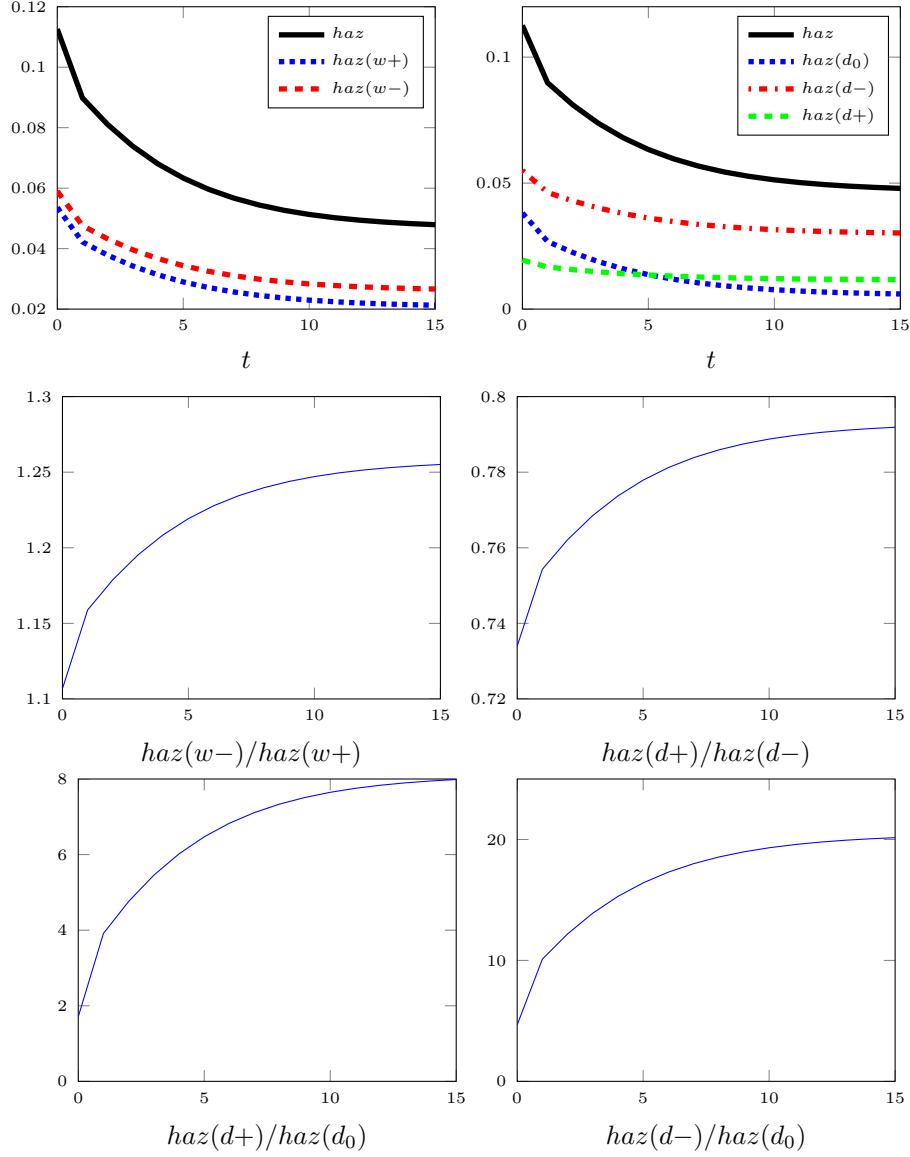 0.12
0.1
0.08
0.06
0.04
0.02
0 5 10 15
haz
haz(w+)
haz(w−)
t
0.1
0.05
0
0 5 10 15
haz
haz(d₀)
haz(d−)
haz(d+)
t
1.3
1.25
1.2
1.15
1.1
0 5 10 15
haz(w−)/haz(w+)
0.8
0.78
0.76
0.74
0.72
0 5 10 15
haz(d+)/haz(d−)
8
6
4
2
0
0 5 10 15
haz(d+)/haz(d₀)
20
10
0
0 5 10 15
haz(d−)/haz(d₀)